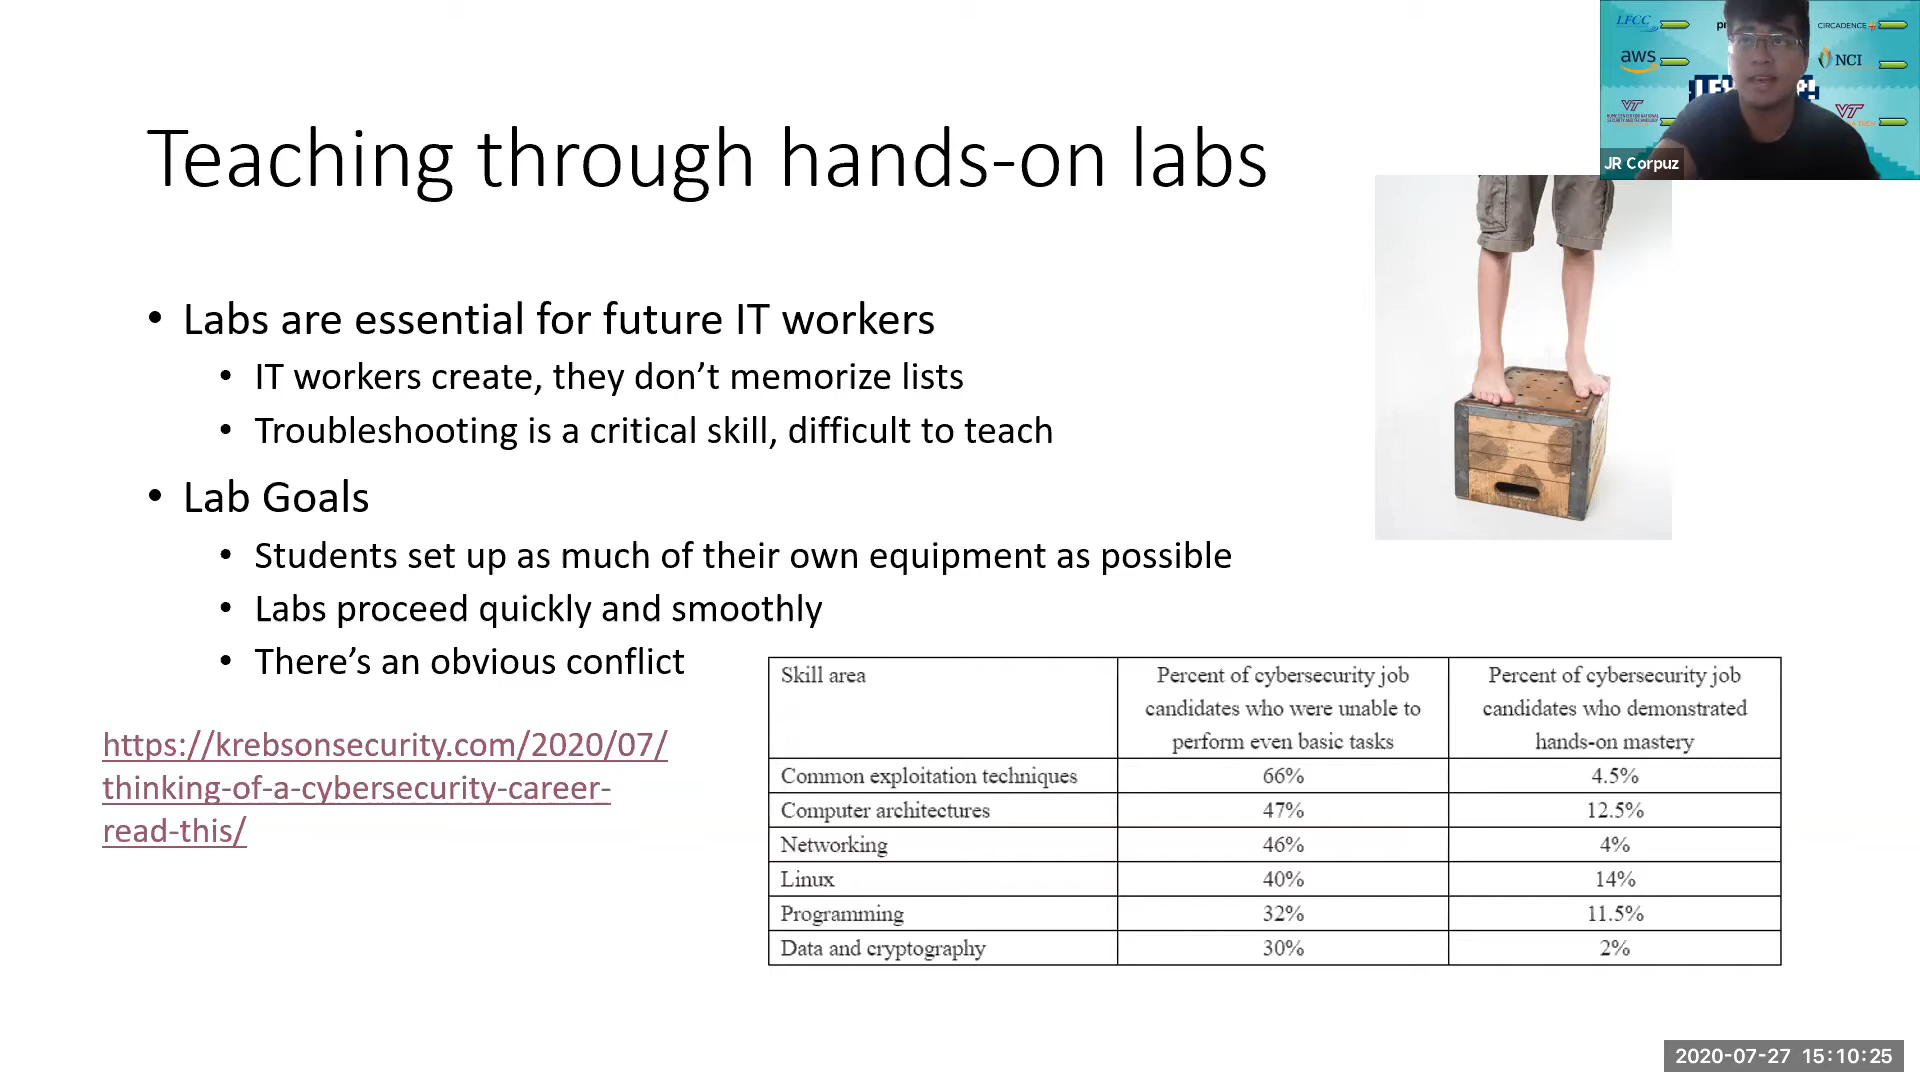 Teaching through hands-on labs
• Labs are essential for future IT workers
• IT workers create, they don’t memorize lists
• Troubleshooting is a critical skill, difficult to teach
• Lab Goals
• Students set up as much of their own equipment as possible
• Labs proceed quickly and smoothly
• There’s an obvious conflict
https://krebsonsecurity.com/2020/07/
thinking-of-a-cybersecurity-career-
read-this/
Skill area
Percent of cybersecurity job
candidates who were unable to
perform even basic tasks
Percent of cybersecurity job
candidates who demonstrated
hands-on mastery
Common exploitation techniques 66% 4.5%
Computer architectures 47% 12.5%
Networking 46% 4%
Linux 40% 14%
Programming 32% 11.5%
Data and cryptography 30% 2%
LFCC
CIRCADENCE
aws
NCI
VT
VT
JR Corpuz
2020-07-27 15:10:25